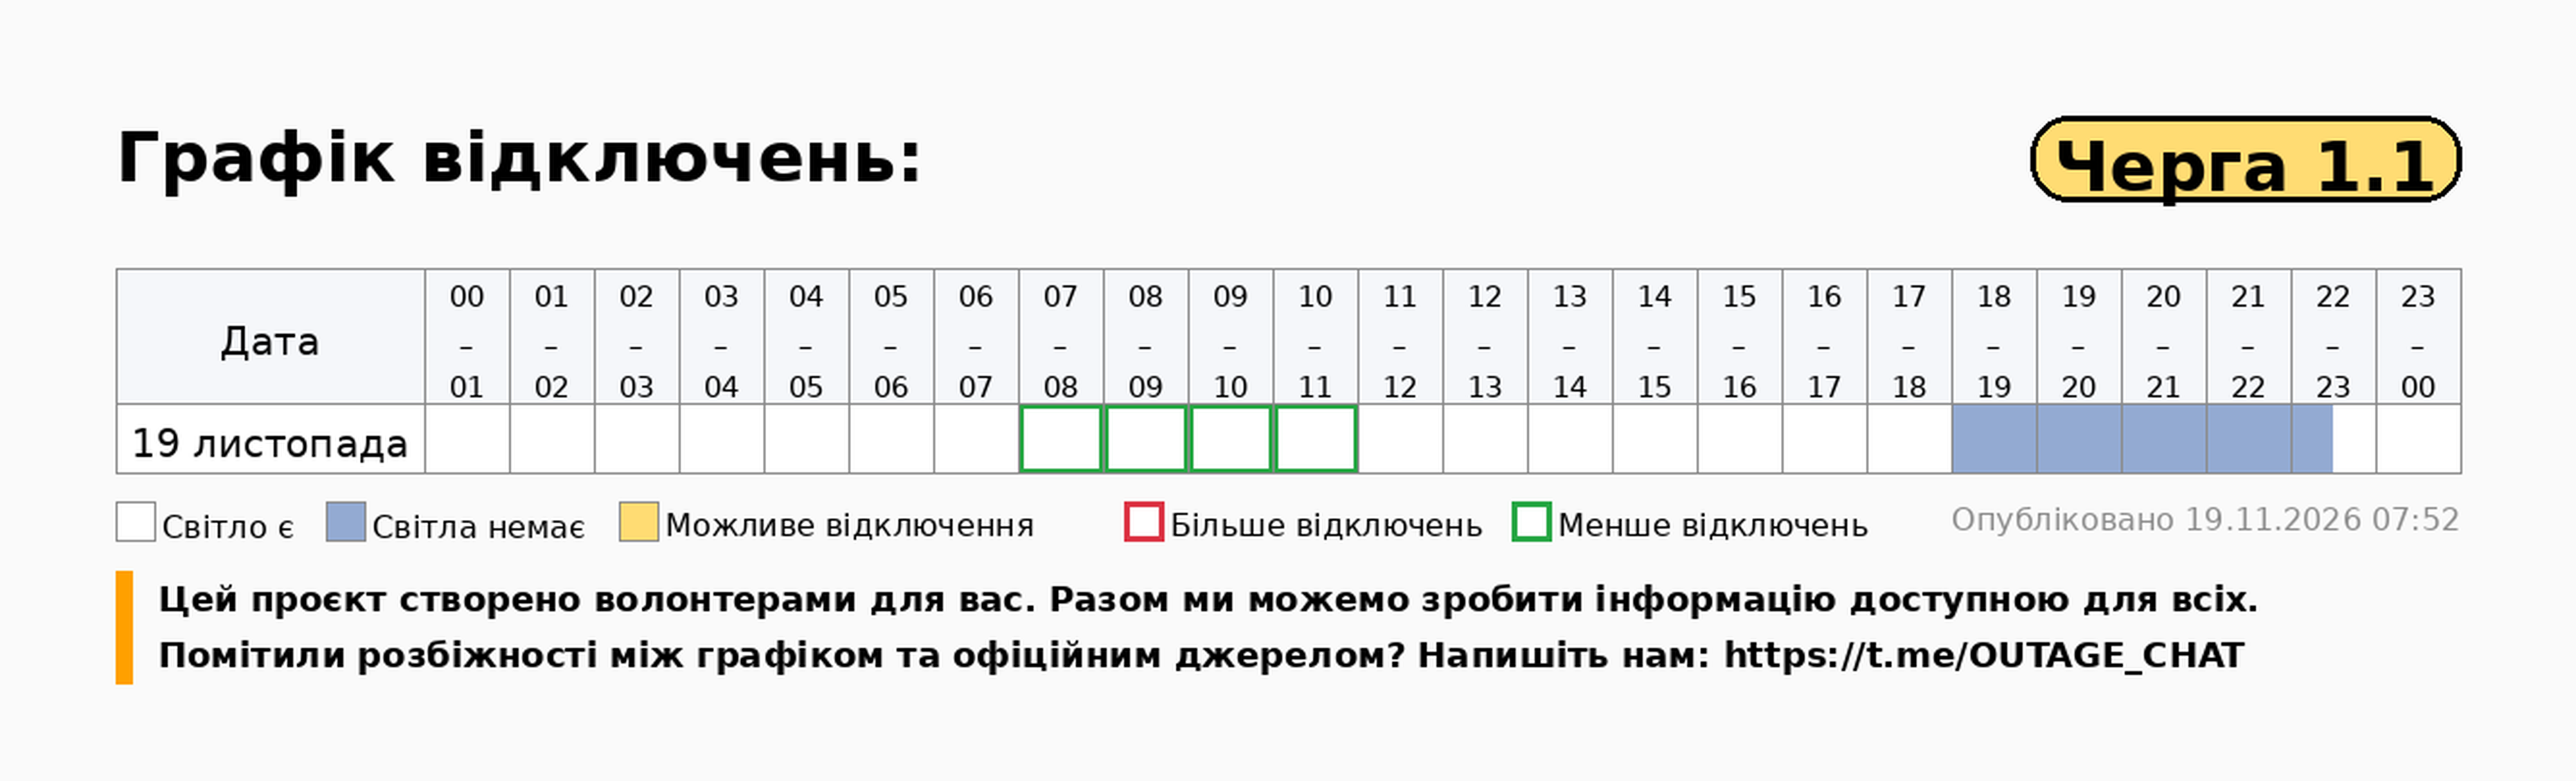 Графік відключень:
Черга 1.1
Дата
00 – 01
01 – 02
02 – 03
03 – 04
04 – 05
05 – 06
06 – 07
07 – 08
08 – 09
09 – 10
10 – 11
11 – 12
12 – 13
13 – 14
14 – 15
15 – 16
16 – 17
17 – 18
18 – 19
19 – 20
20 – 21
21 – 22
22 – 23
23 – 00
19 листопада
Світло є
Світла немає
Можливе відключення
Більше відключень
Менше відключень
Опубліковано 19.11.2026 07:52
Цей проєкт створено волонтерами для вас. Разом ми можемо зробити інформацію доступною для всіх.
Помітили розбіжності між графіком та офіційним джерелом? Напишіть нам: https://t.me/OUTAGE_CHAT